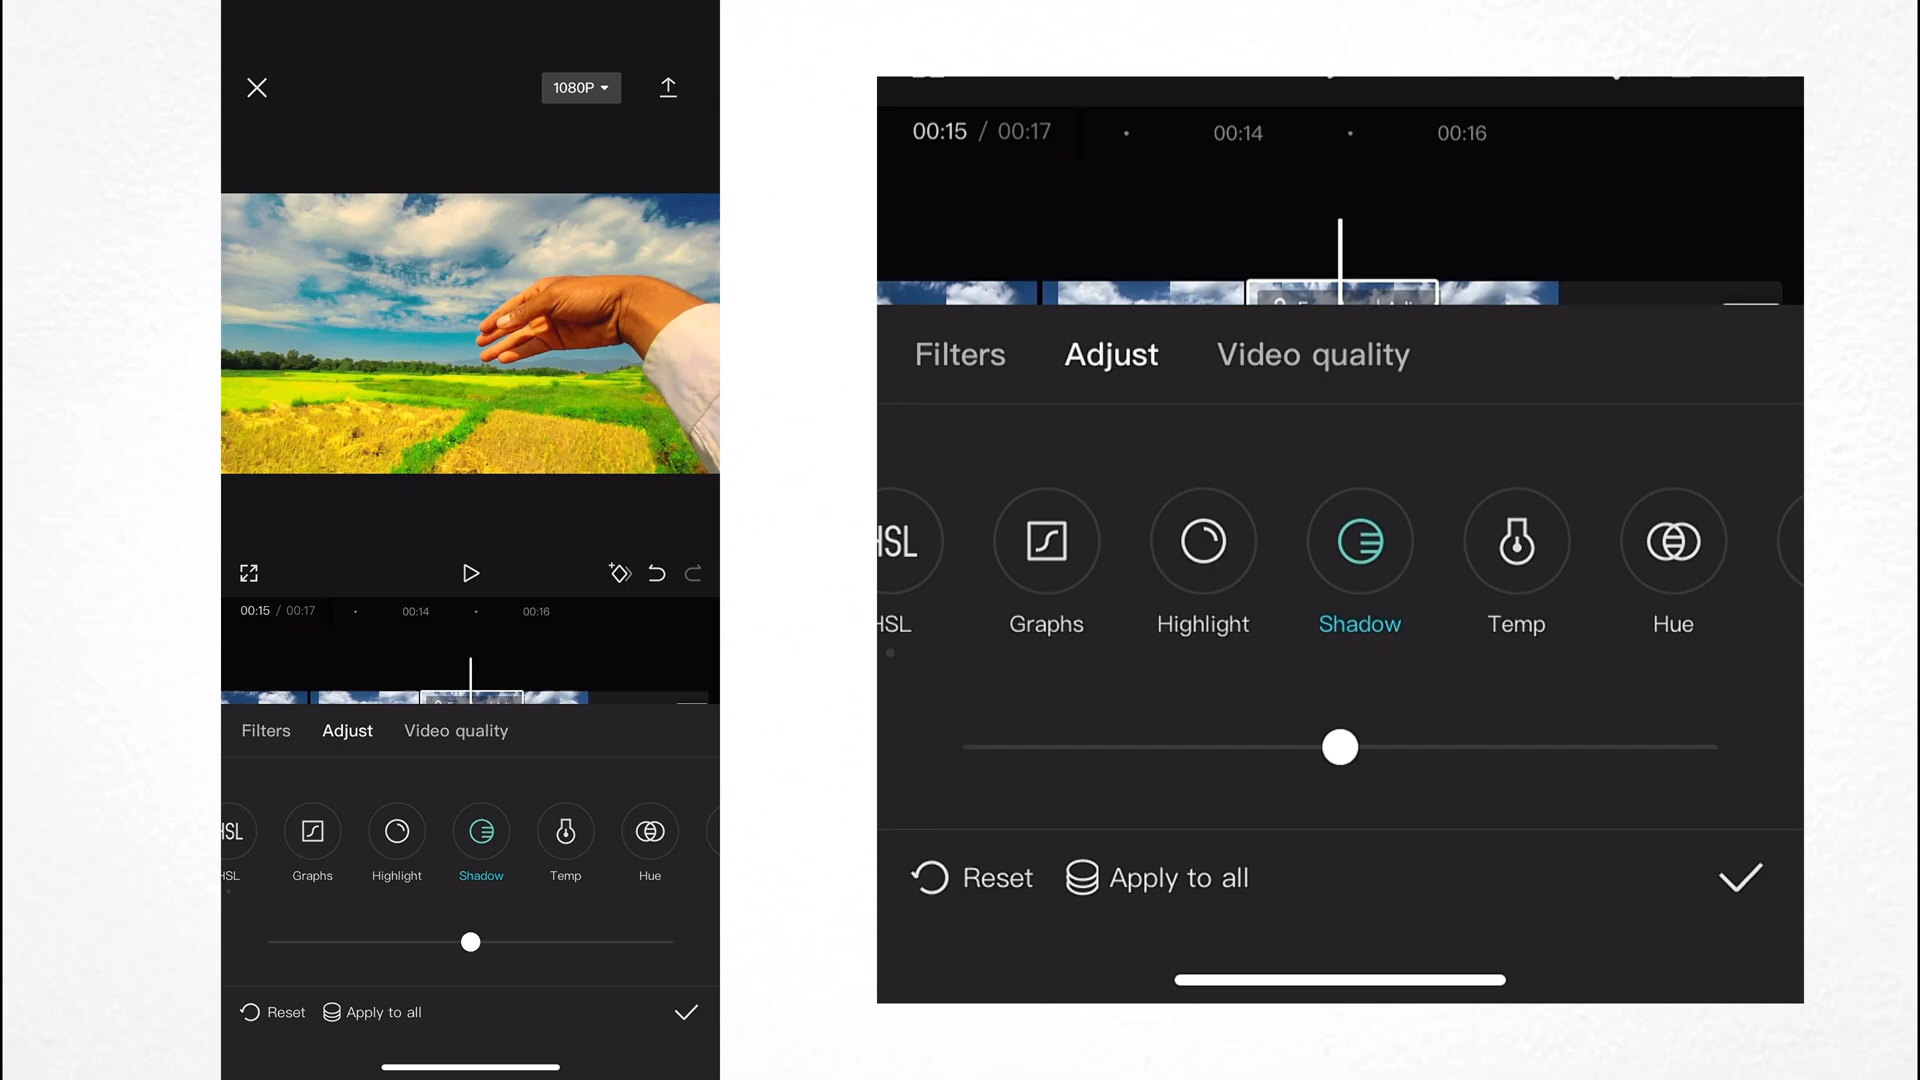 1080P
00:15 / 00:17 00:14 00:16
Filters Adjust Video quality
HSL Graphs Highlight Shadow Temp Hue
Reset Apply to all
00:15 / 00:17 00:14 00:16
Filters Adjust Video quality
HSL Graphs Highlight Shadow Temp Hue
Reset Apply to all